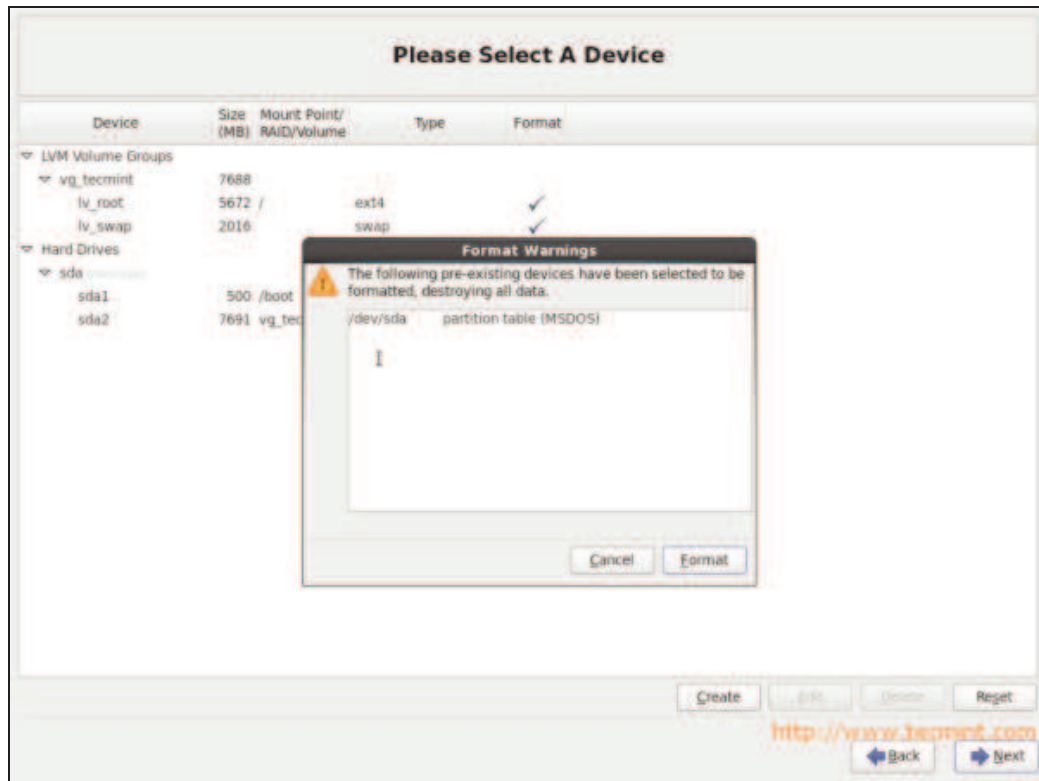 Please Select A Device
Device Size (MB) Mount Point/ RAID/Volume Type Format
LVM Volume Groups
vg_tecmint 7688
lv_root 5672 / ext4
lv_swap 2016 swap
Hard Drives
sda
sda1 500 /boot
sda2 7691 vg_tec
Format Warnings
The following pre-existing devices have been selected to be
formatted, destroying all data.
/dev/sda partition table (MSDOS)
Cancel Format
Create Edit Delete Reset
http://www.tecmint.com
Back Next